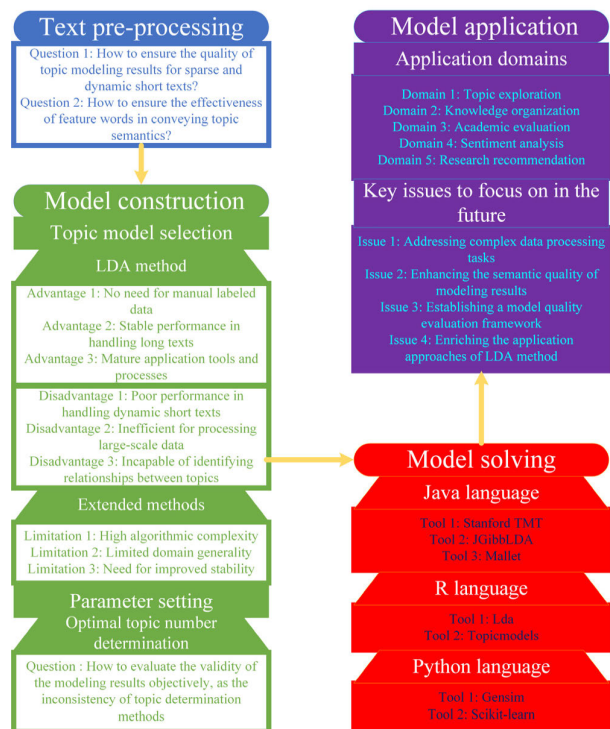 Text pre-processing
Question 1: How to ensure the quality of
topic modeling results for sparse and
dynamic short texts?
Question 2: How to ensure the effectiveness
of feature words in conveying topic
semantics?
Model construction
Topic model selection
LDA method
Advantage 1: No need for manual labeled
data
Advantage 2: Stable performance in
handling long texts
Advantage 3: Mature application tools and
processes
Disadvantage 1: Poor performance in
handling dynamic short texts
Disadvantage 2: Inefficient for processing
large-scale data
Disadvantage 3: Incapable of identifying
relationships between topics
Extended methods
Limitation 1: High algorithmic complexity
Limitation 2: Limited domain generality
Limitation 3: Need for improved stability
Parameter setting
Optimal topic number
determination
Question : How to evaluate the validity of
the modeling results objectively, as the
inconsistency of topic determination
methods
Model application
Application domains
Domain 1: Topic exploration
Domain 2: Knowledge organization
Domain 3: Academic evaluation
Domain 4: Sentiment analysis
Domain 5: Research recommendation
Key issues to focus on in the
future
Issue 1: Addressing complex data processing
tasks
Issue 2: Enhancing the semantic quality of
modeling results
Issue 3: Establishing a model quality
evaluation framework
Issue 4: Enriching the application
approaches of LDA method
Model solving
Java language
Tool 1: Stanford TMT
Tool 2: JGibbLDA
Tool 3: Mallet
R language
Tool 1: Lda
Tool 2: Topicmodels
Python language
Tool 1: Gensim
Tool 2: Scikit-learn